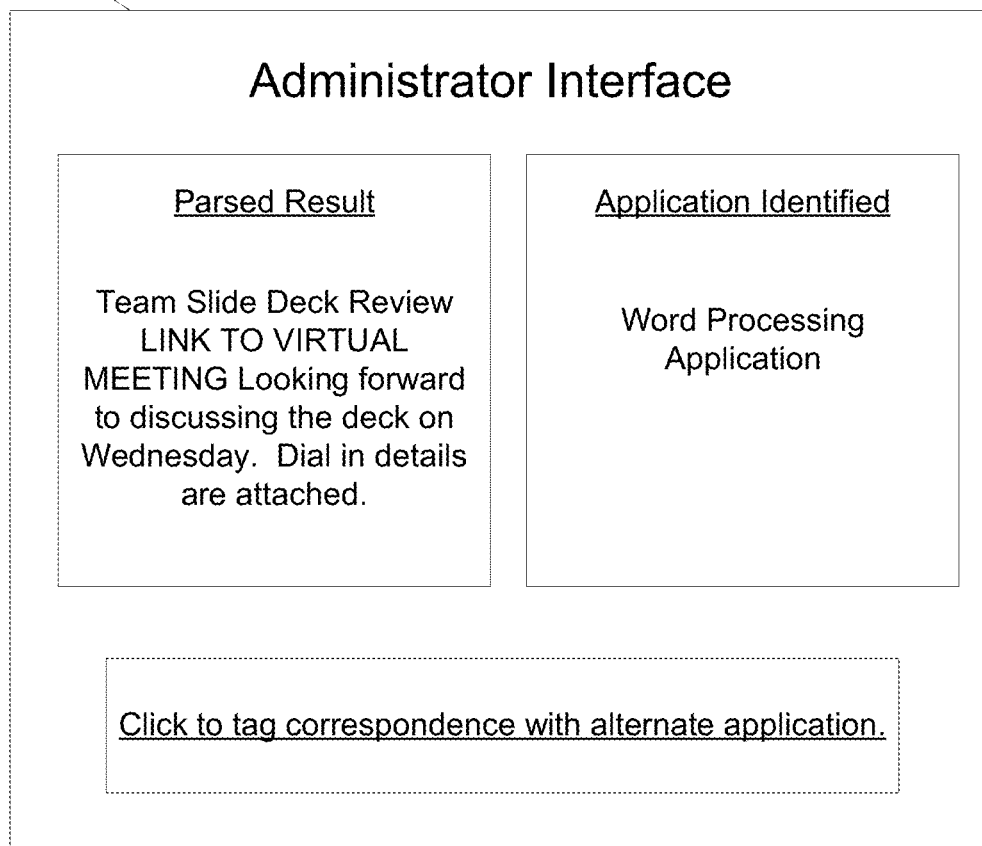 Administrator Interface
Parsed Result
Team Slide Deck Review
LINK TO VIRTUAL
MEETING Looking forward
to discussing the deck on
Wednesday.  Dial in details
are attached.
Application Identified
Word Processing
Application
Click to tag correspondence with alternate application.